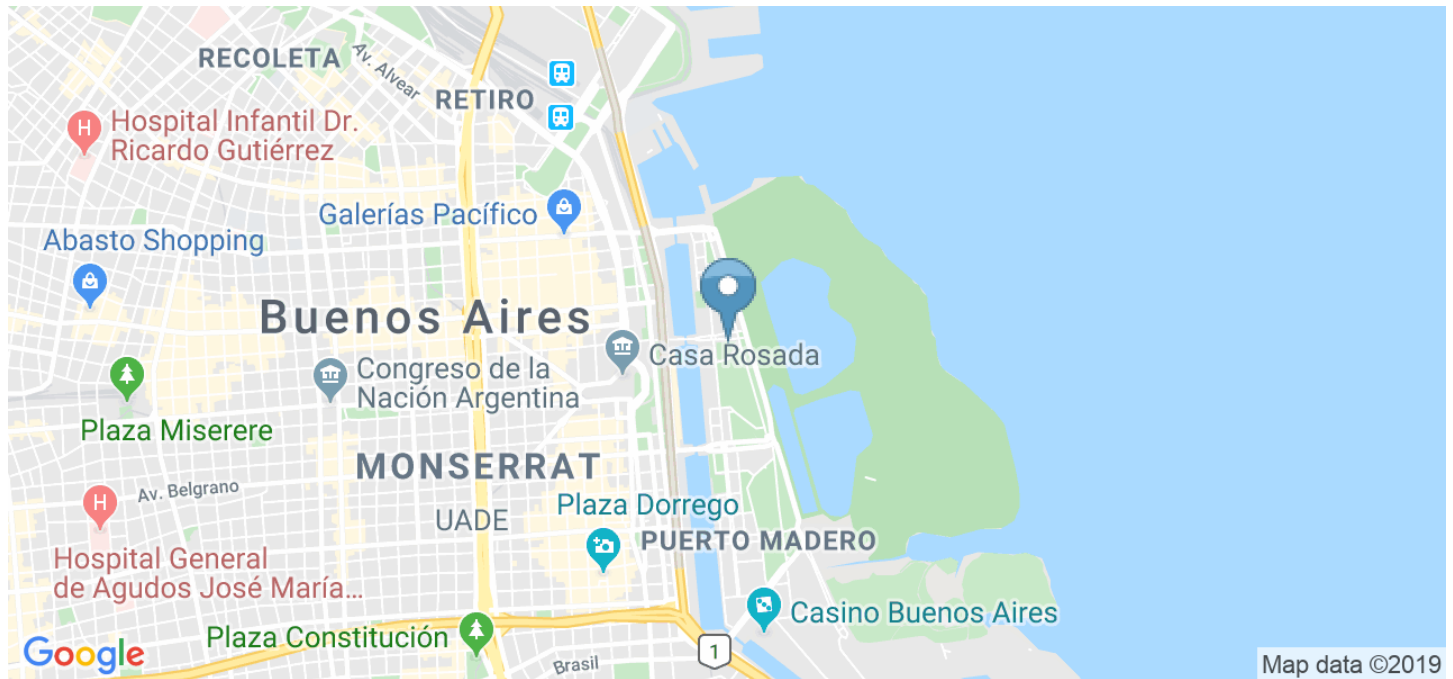 RECOLETA
Av. Alvear
RETIRO
Hospital Infantil Dr.
Ricardo Gutiérrez
Galerías Pacífico
Abasto Shopping
Buenos Aires
Casa Rosada
Congreso de la
Nación Argentina
Plaza Miserere
MONSERRAT
Av. Belgrano
Plaza Dorrego
UADE
PUERTO MADERO
Hospital General
de Agudos José María...
Casino Buenos Aires
Plaza Constitución
1
Brasil
Google
Map data ©2019
H
H